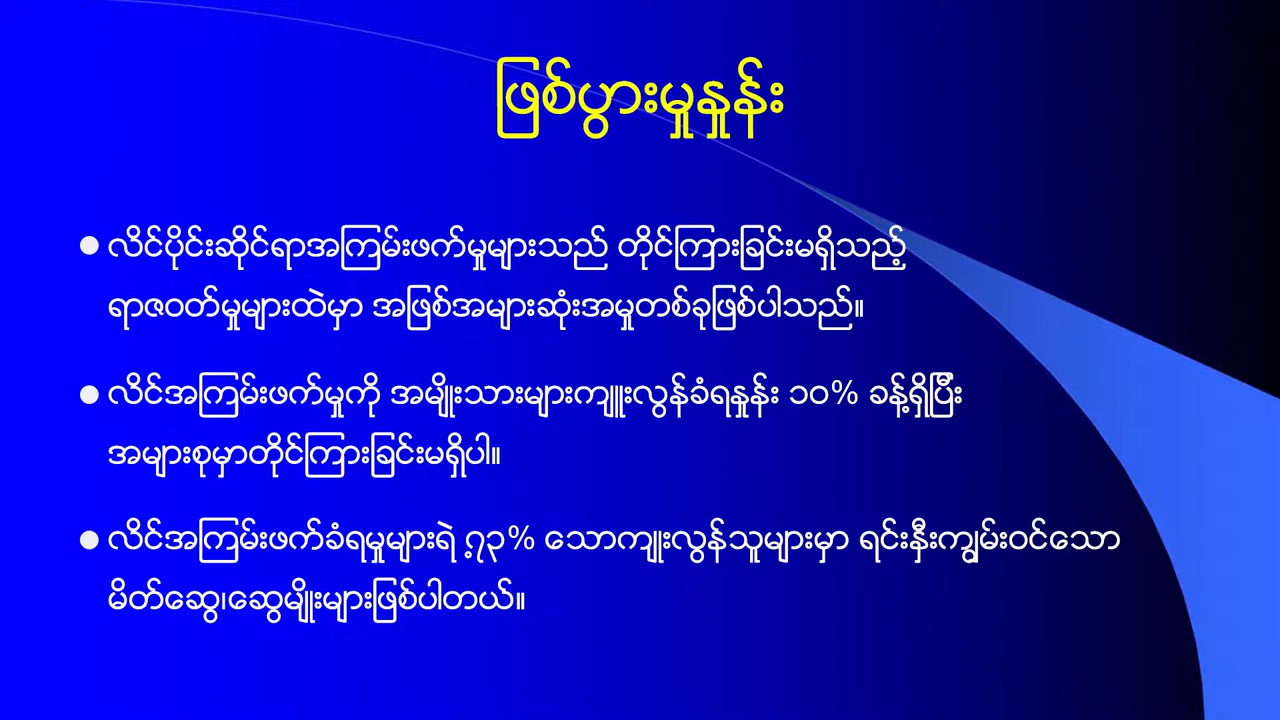 ဖြစ်ပွားမှုနှုန်း
● လိင်ပိုင်းဆိုင်ရာအကြမ်းဖက်မှုများသည် တိုင်ကြားခြင်းမရှိသည့်
ရာဇဝတ်မှုများထဲမှာ အဖြစ်အများဆုံးအမှုတစ်ခုဖြစ်ပါသည်။
● လိင်အကြမ်းဖက်မှုကို အမျိုးသားများကျူးလွန်ခံရနှုန်း ၁၀% ခန့်ရှိပြီး
အများစုမှာတိုင်ကြားခြင်းမရှိပါ။
● လိင်အကြမ်းဖက်ခံရမှုများရဲ့ ၇၃% သောကျုးလွန်သူများမှာ ရင်းနှီးကျွမ်းဝင်သော
မိတ်ဆွေ၊ဆွေမျိုးများဖြစ်ပါတယ်။